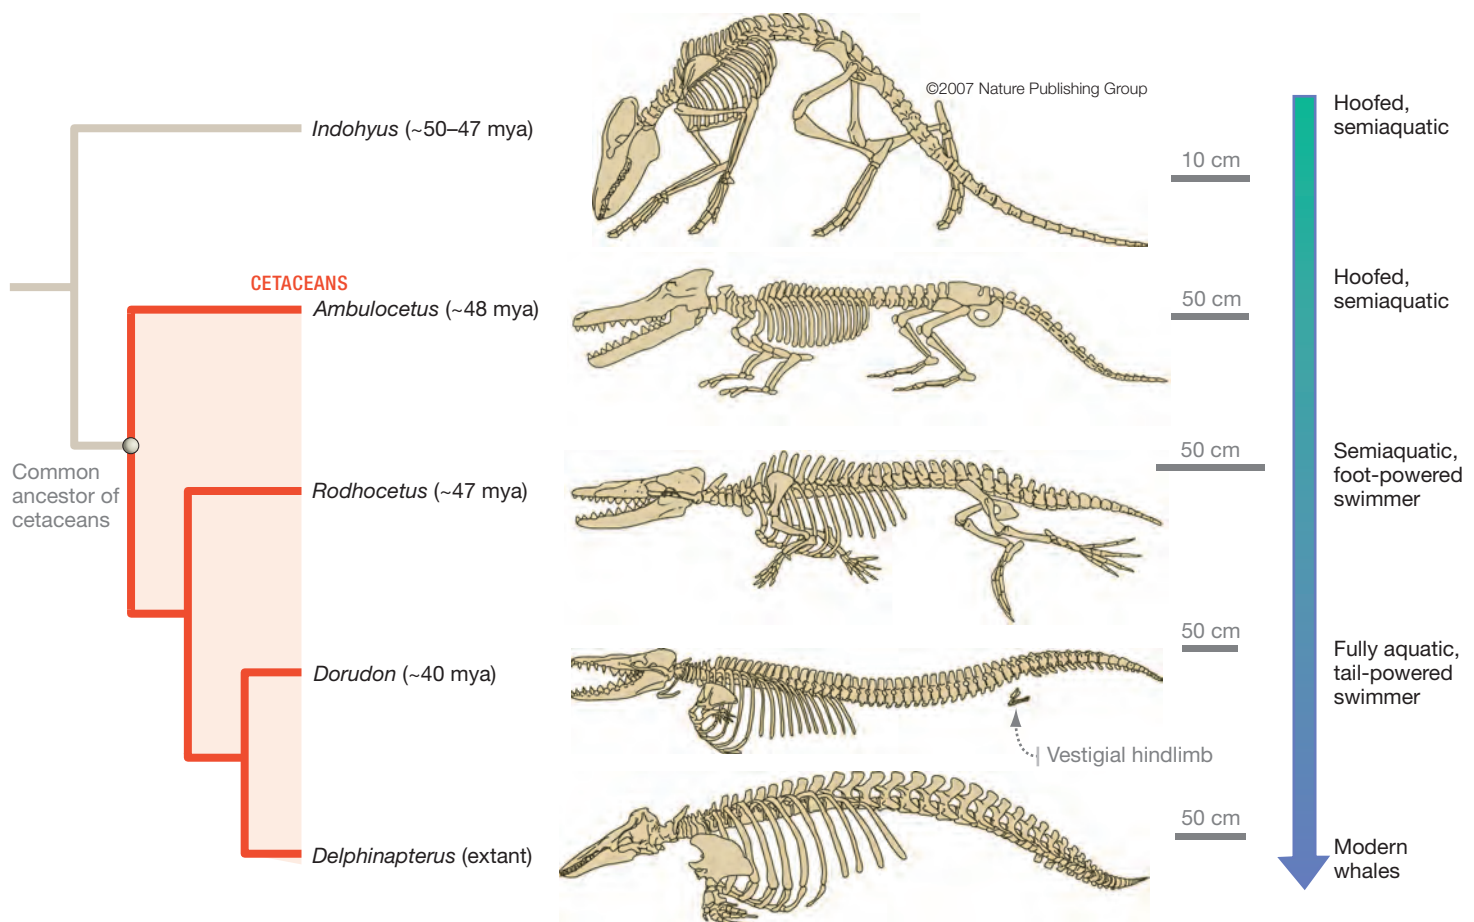 ©2007 Nature Publishing Group
Indohyus (~50–47 mya)
10 cm
Hoofed,
semiaquatic
CETACEANS
Ambulocetus (~48 mya)
50 cm
Hoofed,
semiaquatic
Common
ancestor of
cetaceans
Rodhocetus (~47 mya)
50 cm
Semiaquatic,
foot-powered
swimmer
Dorudon (~40 mya)
50 cm
Vestigial hindlimb
Fully aquatic,
tail-powered
swimmer
Delphinapterus (extant)
50 cm
Modern
whales